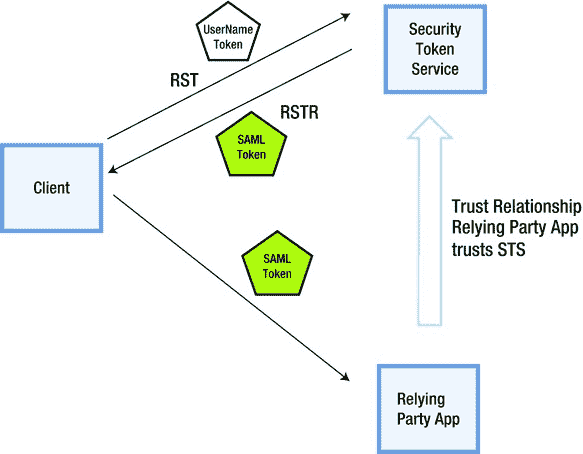 UserName
Token
Security
Token
Service
RST
RSTR
SAML
Token
Client
Trust Relationship
Relying Party App
trusts STS
SAML
Token
Relying
Party App